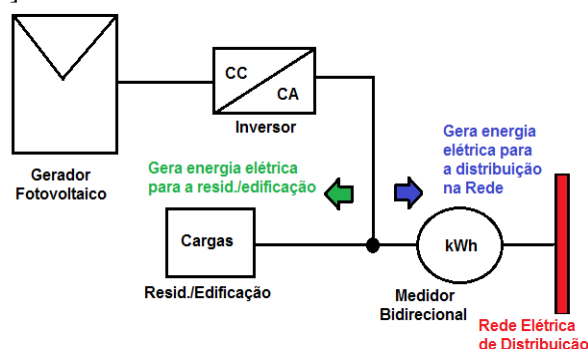 CC
CA
Inversor
Gerador
Fotovoltaico
Gera energia elétrica
para a resid./edificação
Gera energia
elétrica para
a distribuição
na Rede
Cargas
kWh
Resid./Edificação
Medidor
Bidirecional
Rede Elétrica
de Distribuição